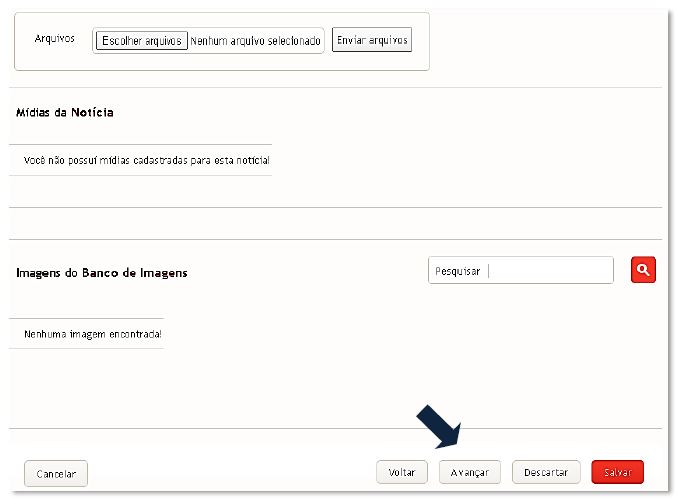 Arquivos Escolher arquivos Nenhum arquivo selecionado Enviar arquivos
Mídias da Notícia
Você não possuí mídias cadastradas para esta notícia!
Imagens do Banco de Imagens Pesquisar
Nenhuma imagem encontrada!
Cancelar Voltar Avançar Descartar Salvar